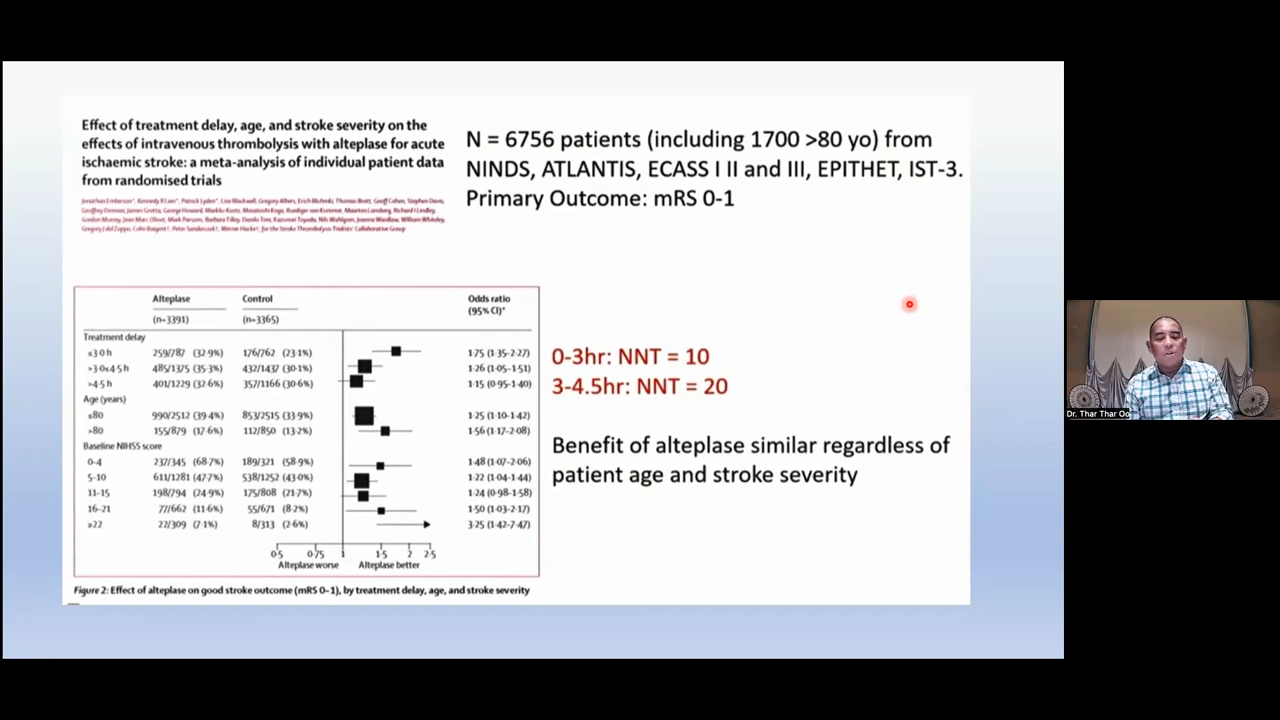 Effect of treatment delay, age, and stroke severity on the
effects of intravenous thrombolysis with alteplase for acute
ischaemic stroke: a meta-analysis of individual patient data
from randomised trials
N = 6756 patients (including 1700 >80 yo) from
NINDS, ATLANTIS, ECASS I II and III, EPITHET, IST-3.
Primary Outcome: mRS 0-1
Alteplase Control Odds ratio
(n=3391) (n=3365) (95% CI)*
Treatment delay
≤3·0 h 259/787 (32·9%) 176/762 (23·1%) 1·75 (1·35-2·27)
>3·0≤4·5 h 485/1375 (35·3%) 432/1437 (30·1%) 1·26 (1·05-1·51)
>4·5 h 401/1229 (32·6%) 357/1166 (30·6%) 1·15 (0·95-1·40)
Age (years)
≤80 990/2512 (39·4%) 853/2515 (33·9%) 1·25 (1·10-1·42)
>80 155/879 (17·6%) 112/850 (13·2%) 1·56 (1·17-2·08)
Baseline NIHSS score
0-4 237/345 (68·7%) 189/321 (58·9%) 1·48 (1·07-2·06)
5-10 611/1281 (47·7%) 538/1252 (43·0%) 1·22 (1·04-1·44)
11-15 198/794 (24·9%) 175/808 (21·7%) 1·24 (0·98-1·58)
16-21 77/662 (11·6%) 55/671 (8·2%) 1·50 (1·03-2·17)
≥22 22/309 (7·1%) 8/313 (2·6%) 3·25 (1·42-7·47)
0·5 0·75 1 1·5 2 2·5
Alteplase worse Alteplase better
Figure 2: Effect of alteplase on good stroke outcome (mRS 0–1), by treatment delay, age, and stroke severity
0-3hr: NNT = 10
3-4.5hr: NNT = 20
Benefit of alteplase similar regardless of
patient age and stroke severity
Dr. Thar Thar Oo